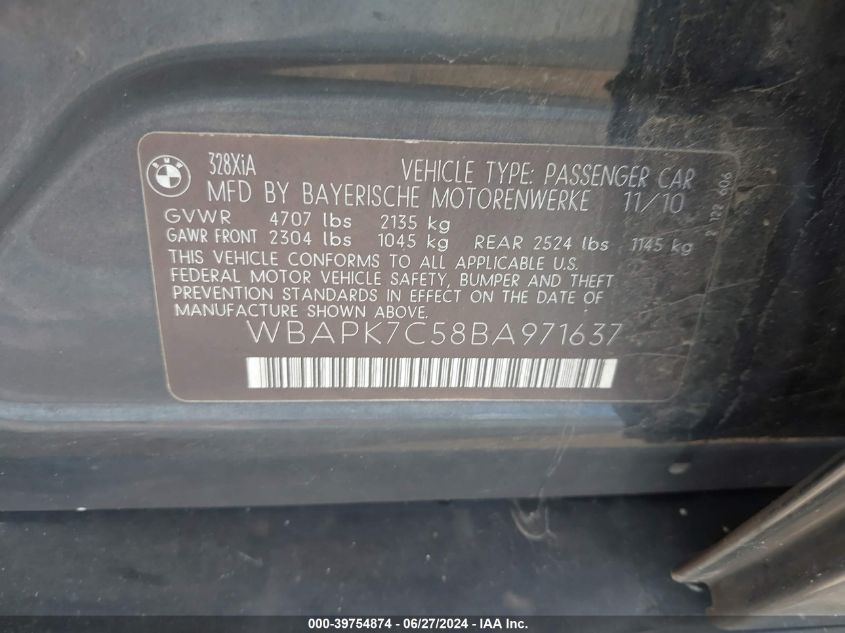 BMW
328XiA VEHICLE TYPE: PASSENGER CAR
MFD BY BAYERISCHE MOTORENWERKE 11/10
GVWR 4707 lbs 2135 kg
GAWR FRONT 2304 lbs 1045 kg REAR 2524 lbs 1145 kg
THIS VEHICLE CONFORMS TO ALL APPLICABLE U.S.
FEDERAL MOTOR VEHICLE SAFETY, BUMPER AND THEFT
PREVENTION STANDARDS IN EFFECT ON THE DATE OF
MANUFACTURE SHOWN ABOVE.
WBAPK7C58BA971637
000-39754874 - 06/27/2024 - IAA Inc.